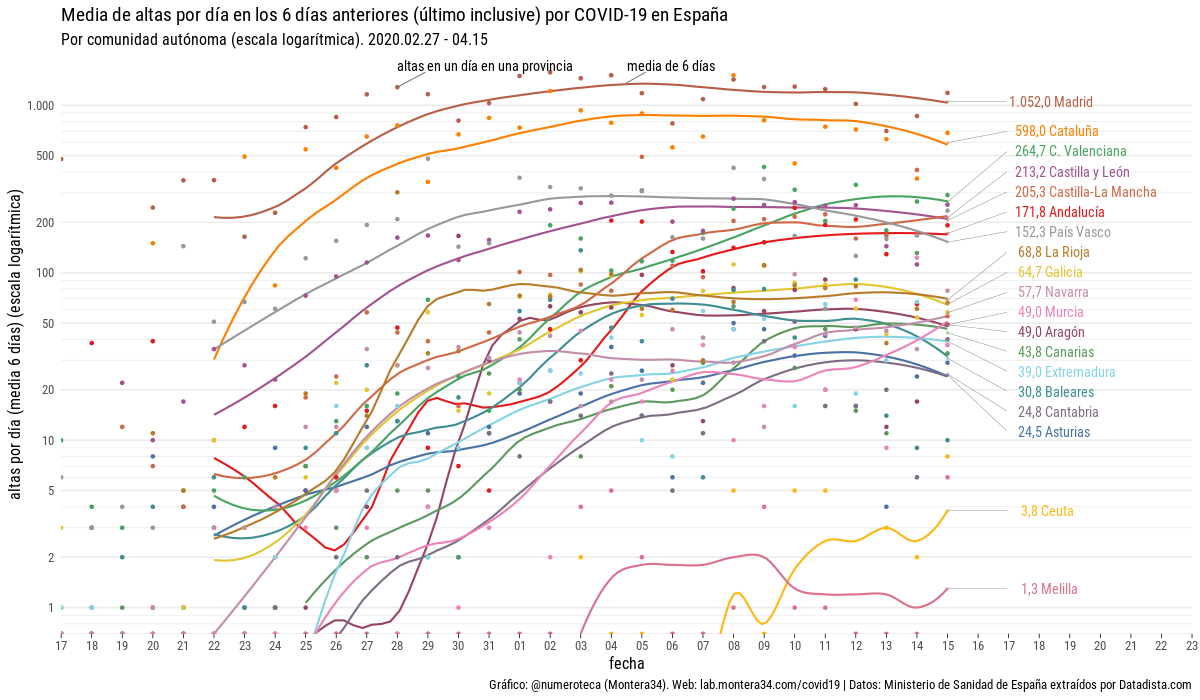 Media de altas por día en los 6 días anteriores (último inclusive) por COVID-19 en España
Por comunidad autónoma (escala logarítmica). 2020.02.27 - 04.15
altas en un día en una provincia
media de 6 días
altas por día (media 6 días) (escala logarítmica)
1.000
500
200
100
50
20
10
5
2
1
1.052,0 Madrid
598,0 Cataluña
264,7 C. Valenciana
213,2 Castilla y León
205,3 Castilla-La Mancha
171,8 Andalucía
152,3 País Vasco
68,8 La Rioja
64,7 Galicia
57,7 Navarra
49,0 Murcia
49,0 Aragón
43,8 Canarias
39,0 Extremadura
30,8 Baleares
24,8 Cantabria
24,5 Asturias
3,8 Ceuta
1,3 Melilla
17 18 19 20 21 22 23 24 25 26 27 28 29 30 31 01 02 03 04 05 06 07 08 09 10 11 12 13 14 15 16 17 18 19 20 21 22 23
fecha
Gráfico: @numeroteca (Montera34). Web: lab.montera34.com/covid19 | Datos: Ministerio de Sanidad de España extraídos por Datadista.com